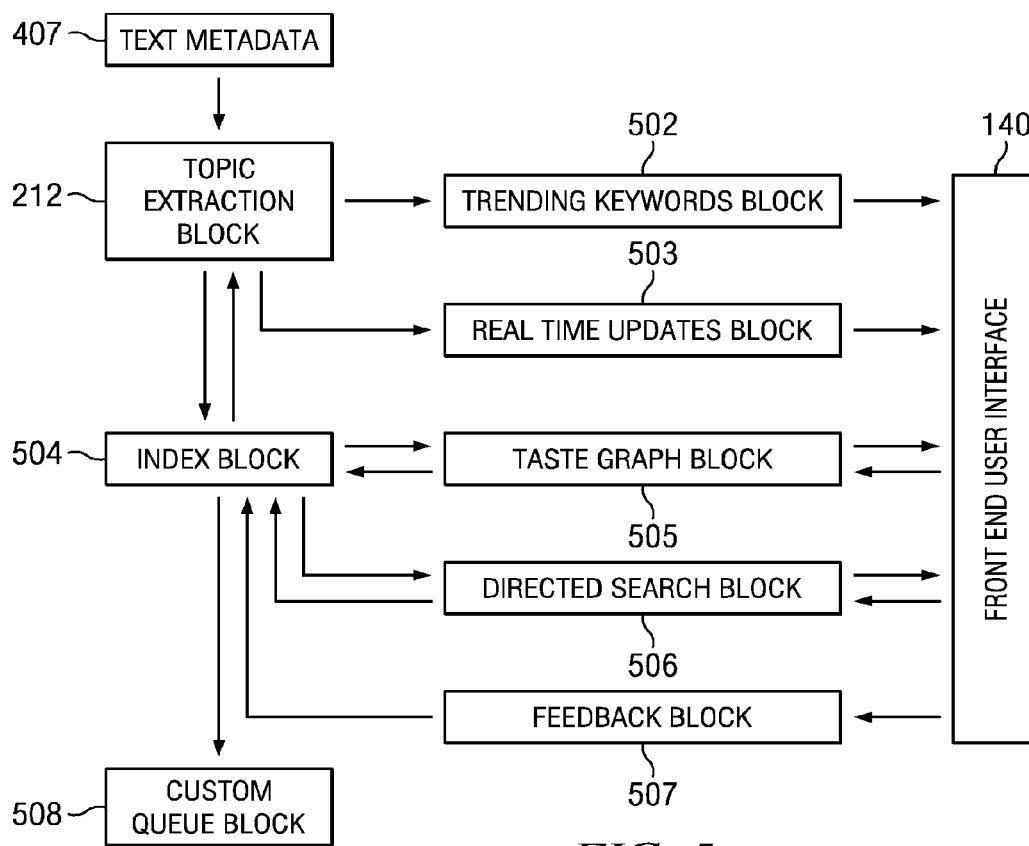 407
TEXT METADATA
502
140
212
TOPIC
EXTRACTION
BLOCK
TRENDING KEYWORDS BLOCK
503
REAL TIME UPDATES BLOCK
FRONT END USER INTERFACE
504
INDEX BLOCK
TASTE GRAPH BLOCK
505
DIRECTED SEARCH BLOCK
506
FEEDBACK BLOCK
507
508
CUSTOM
QUEUE BLOCK
FIG. 5